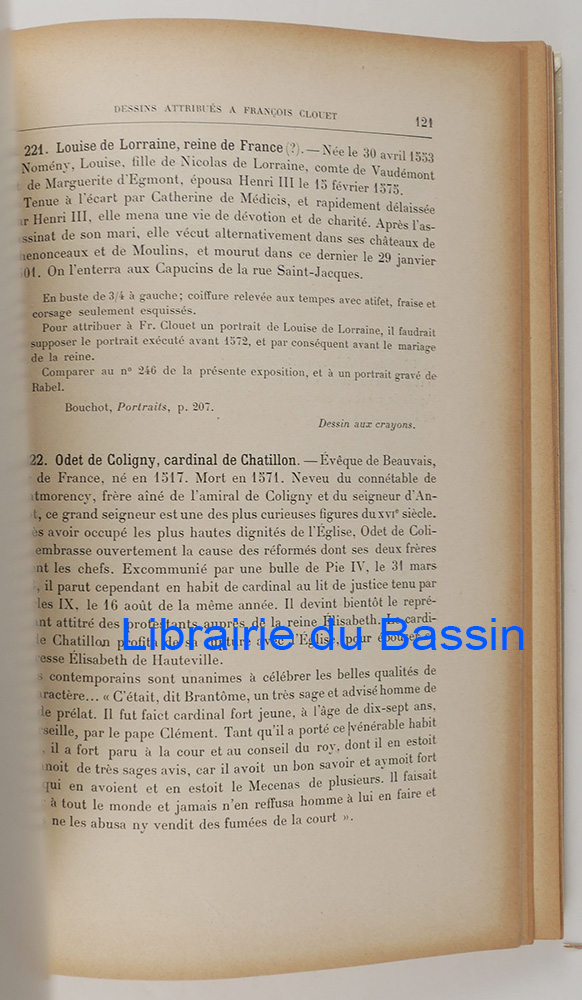 DESSINS ATTRIBUÉS A FRANÇOIS CLOUET
121
221. Louise de Lorraine, reine de France (?). — Née le 30 avril 1553
Nomény, Louise, fille de Nicolas de Lorraine, comte de Vaudémont
de Marguerite d'Egmont, épousa Henri III le 15 février 1575.
Tenue à l'écart par Catherine de Médicis, et rapidement délaissée
r Henri III, elle mena une vie de dévotion et de charité. Après l'as-
ssinat de son mari, elle vécut alternativement dans ses châteaux de
henonceaux et de Moulins, et mourut dans ce dernier le 29 janvier
01. On l'enterra aux Capucins de la rue Saint-Jacques.
En buste de 3/4 à gauche; coiffure relevée aux tempes avec atifet, fraise et
corsage seulement esquissés.
Pour attribuer à Fr. Clouet un portrait de Louise de Lorraine, il faudrait
supposer le portrait exécuté avant 1572, et par conséquent avant le mariage
de la reine.
Comparer au n° 246 de la présente exposition, et à un portrait gravé de
Rabel.
Bouchot, Portraits, p. 207.
Dessin aux crayons.
22. Odet de Coligny, cardinal de Chatillon. — Évêque de Beauvais,
de France, né en 1517. Mort en 1571. Neveu du connétable de
tmorency, frère aîné de l'amiral de Coligny et du seigneur d'An-
t, ce grand seigneur est une des plus curieuses figures du XVIe siècle.
ès avoir occupé les plus hautes dignités de l'Église, Odet de Coli-
embrasse ouvertement la cause des réformés dont ses deux frères
nt les chefs. Excommunié par une bulle de Pie IV, le 31 mars
, il parut cependant en habit de cardinal au lit de justice tenu par
les IX, le 16 août de la même année. Il devint bientôt le repré-
nt attitré des protestants auprès de la reine Élisabeth. Le cardi-
e Chatillon profita de sa rupture avec l'Église, pour épouser
Librairie du Bassin
esse Élisabeth de Hauteville.
s contemporains sont unanimes à célébrer les belles qualités de
ractère... « C'était, dit Brantôme, un très sage et advisé homme de
le prélat. Il fut faict cardinal fort jeune, à l'âge de dix-sept ans,
seille, par le pape Clément. Tant qu'il a porté ce vénérable habit
, il a fort paru à la cour et au conseil du roy, dont il en estoit
noit de très sages avis, car il avoit un bon savoir et aymoit fort
qui en avoient et en estoit le Mecenas de plusieurs. Il faisait
à tout le monde et jamais n'en reffusa homme à lui en faire et
ne les abusa ny vendit des fumées de la court ».